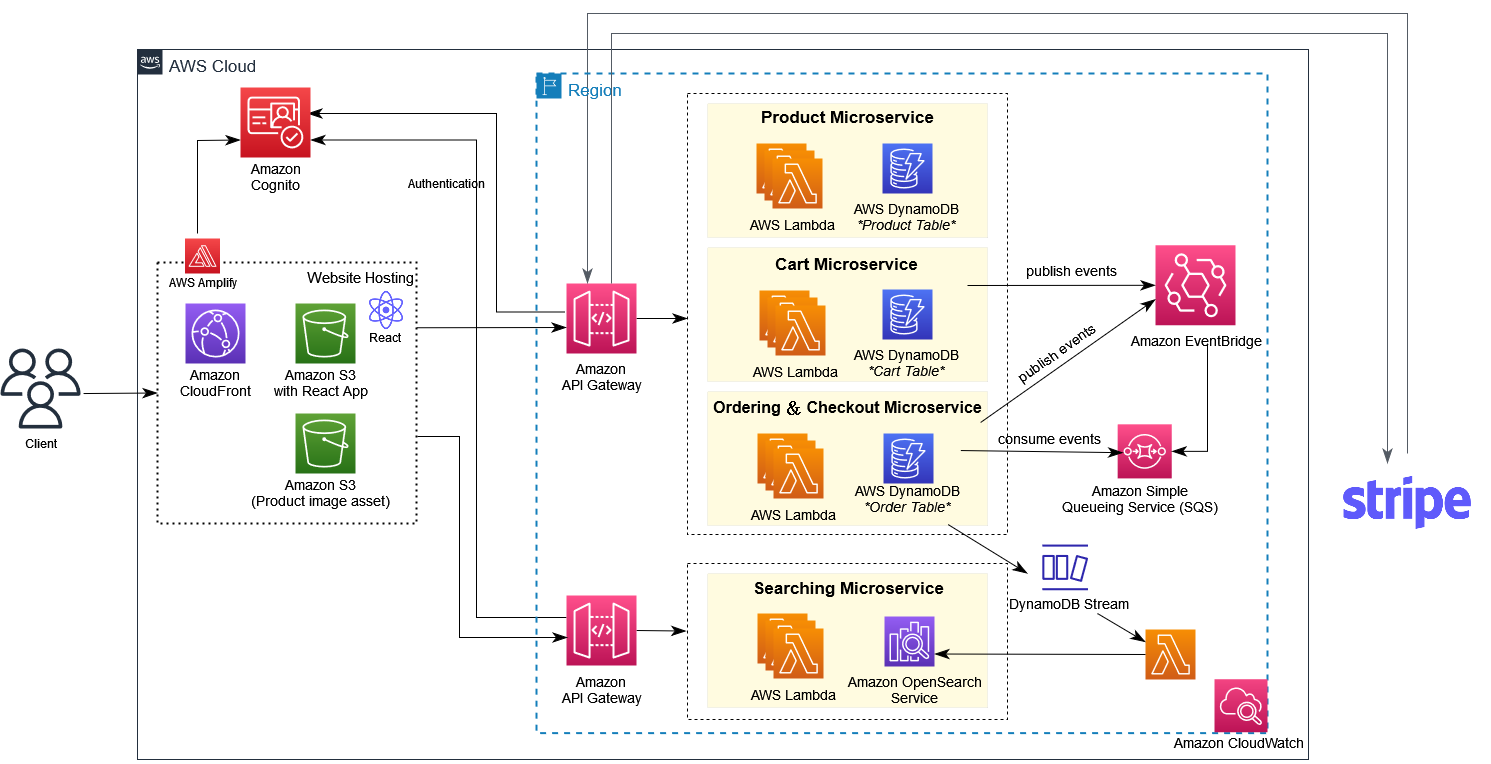 aws
AWS Cloud
Region
Amazon
Cognito
Authentication
AWS Amplify
Website Hosting
React
Amazon
CloudFront
Amazon S3
with React App
Amazon S3
(Product image asset)
Client
Amazon
API Gateway
Product Microservice
AWS Lambda
AWS DynamoDB
*Product Table*
Cart Microservice
AWS Lambda
AWS DynamoDB
*Cart Table*
Ordering & Checkout Microservice
AWS Lambda
AWS DynamoDB
*Order Table*
publish events
publish events
consume events
Amazon EventBridge
Amazon Simple
Queueing Service (SQS)
stripe
DynamoDB Stream
Amazon
API Gateway
Searching Microservice
AWS Lambda
Amazon OpenSearch
Service
Amazon CloudWatch